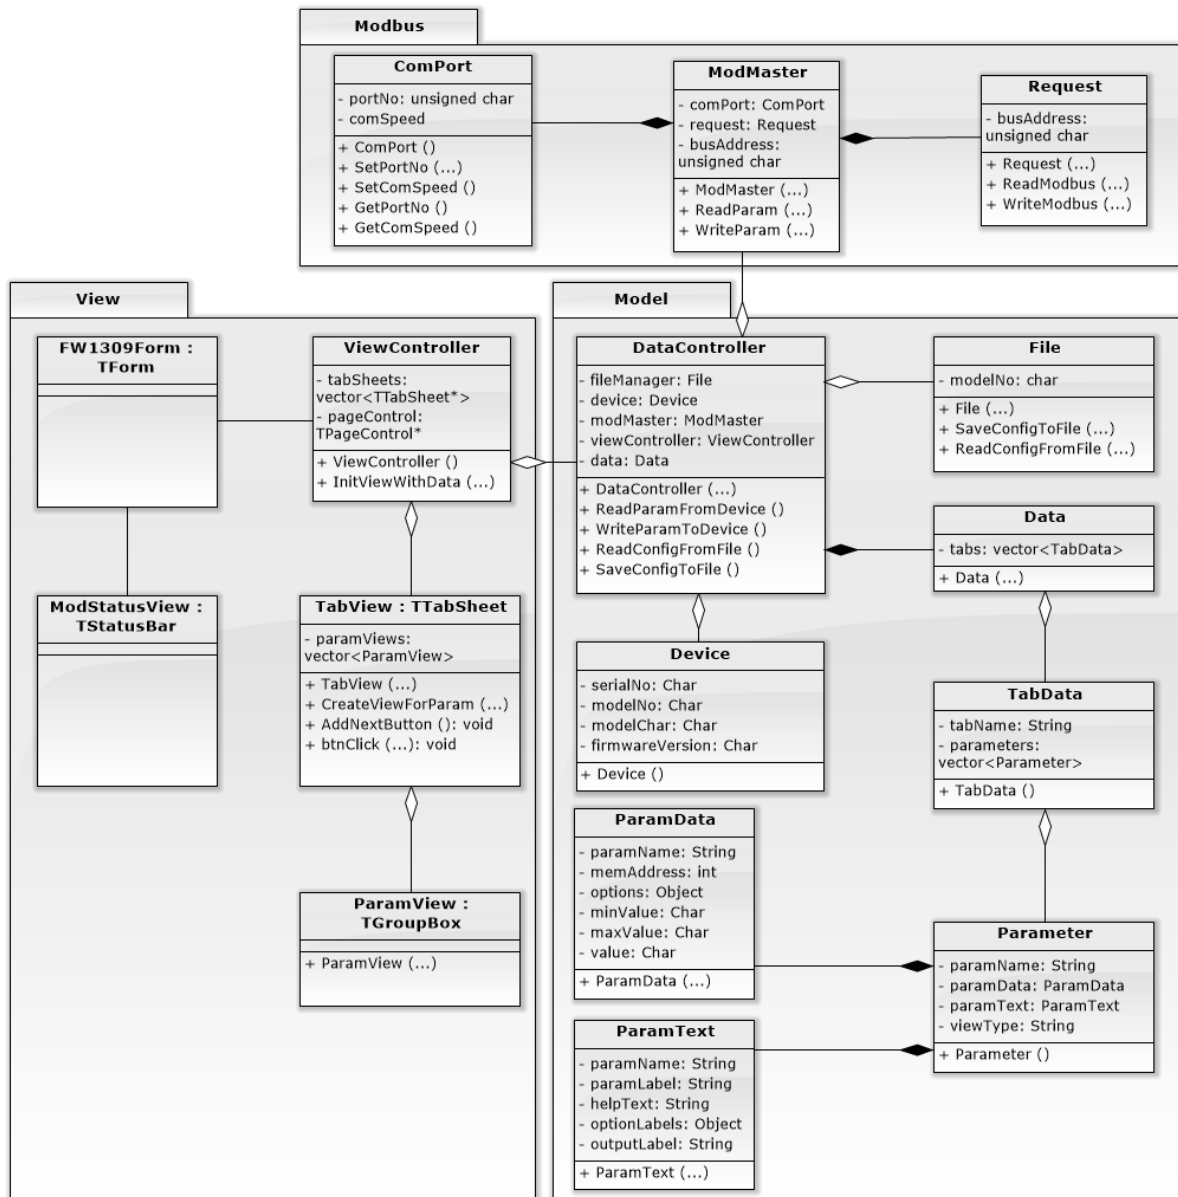 Modbus
ComPort
- portNo: unsigned char
- comSpeed
+ ComPort ()
+ SetPortNo (...)
+ SetComSpeed ()
+ GetPortNo ()
+ GetComSpeed ()
ModMaster
- comPort: ComPort
- request: Request
- busAddress:
unsigned char
+ ModMaster (...)
+ ReadParam (...)
+ WriteParam (...)
Request
- busAddress:
unsigned char
+ Request (...)
+ ReadModbus (...)
+ WriteModbus (...)
View
FW1309Form :
TForm
ViewController
- tabSheets:
vector<TTabSheet*>
- pageControl:
TPageControl*
+ ViewController ()
+ InitViewWithData (...)
ModStatusView :
TStatusBar
TabView : TTabSheet
- paramViews:
vector<ParamView>
+ TabView (...)
+ CreateViewForParam (...)
+ AddNextButton (): void
+ btnClick (...): void
ParamView :
TGroupBox
+ ParamView (...)
Model
DataController
- fileManager: File
- device: Device
- modMaster: ModMaster
- viewController: ViewController
- data: Data
+ DataController (...)
+ ReadParamFromDevice ()
+ WriteParamToDevice ()
+ ReadConfigFromFile ()
+ SaveConfigToFile ()
File
- modelNo: char
+ File (...)
+ SaveConfigToFile (...)
+ ReadConfigFromFile (...)
Data
- tabs: vector<TabData>
+ Data (...)
Device
- serialNo: Char
- modelNo: Char
- modelChar: Char
- firmwareVersion: Char
+ Device ()
TabData
- tabName: String
- parameters:
vector<Parameter>
+ TabData ()
ParamData
- paramName: String
- memAddress: int
- options: Object
- minValue: Char
- maxValue: Char
- value: Char
+ ParamData (...)
Parameter
- paramName: String
- paramData: ParamData
- paramText: ParamText
- viewType: String
+ Parameter ()
ParamText
- paramName: String
- paramLabel: String
- helpText: String
- optionLabels: Object
- outputLabel: String
+ ParamText (...)